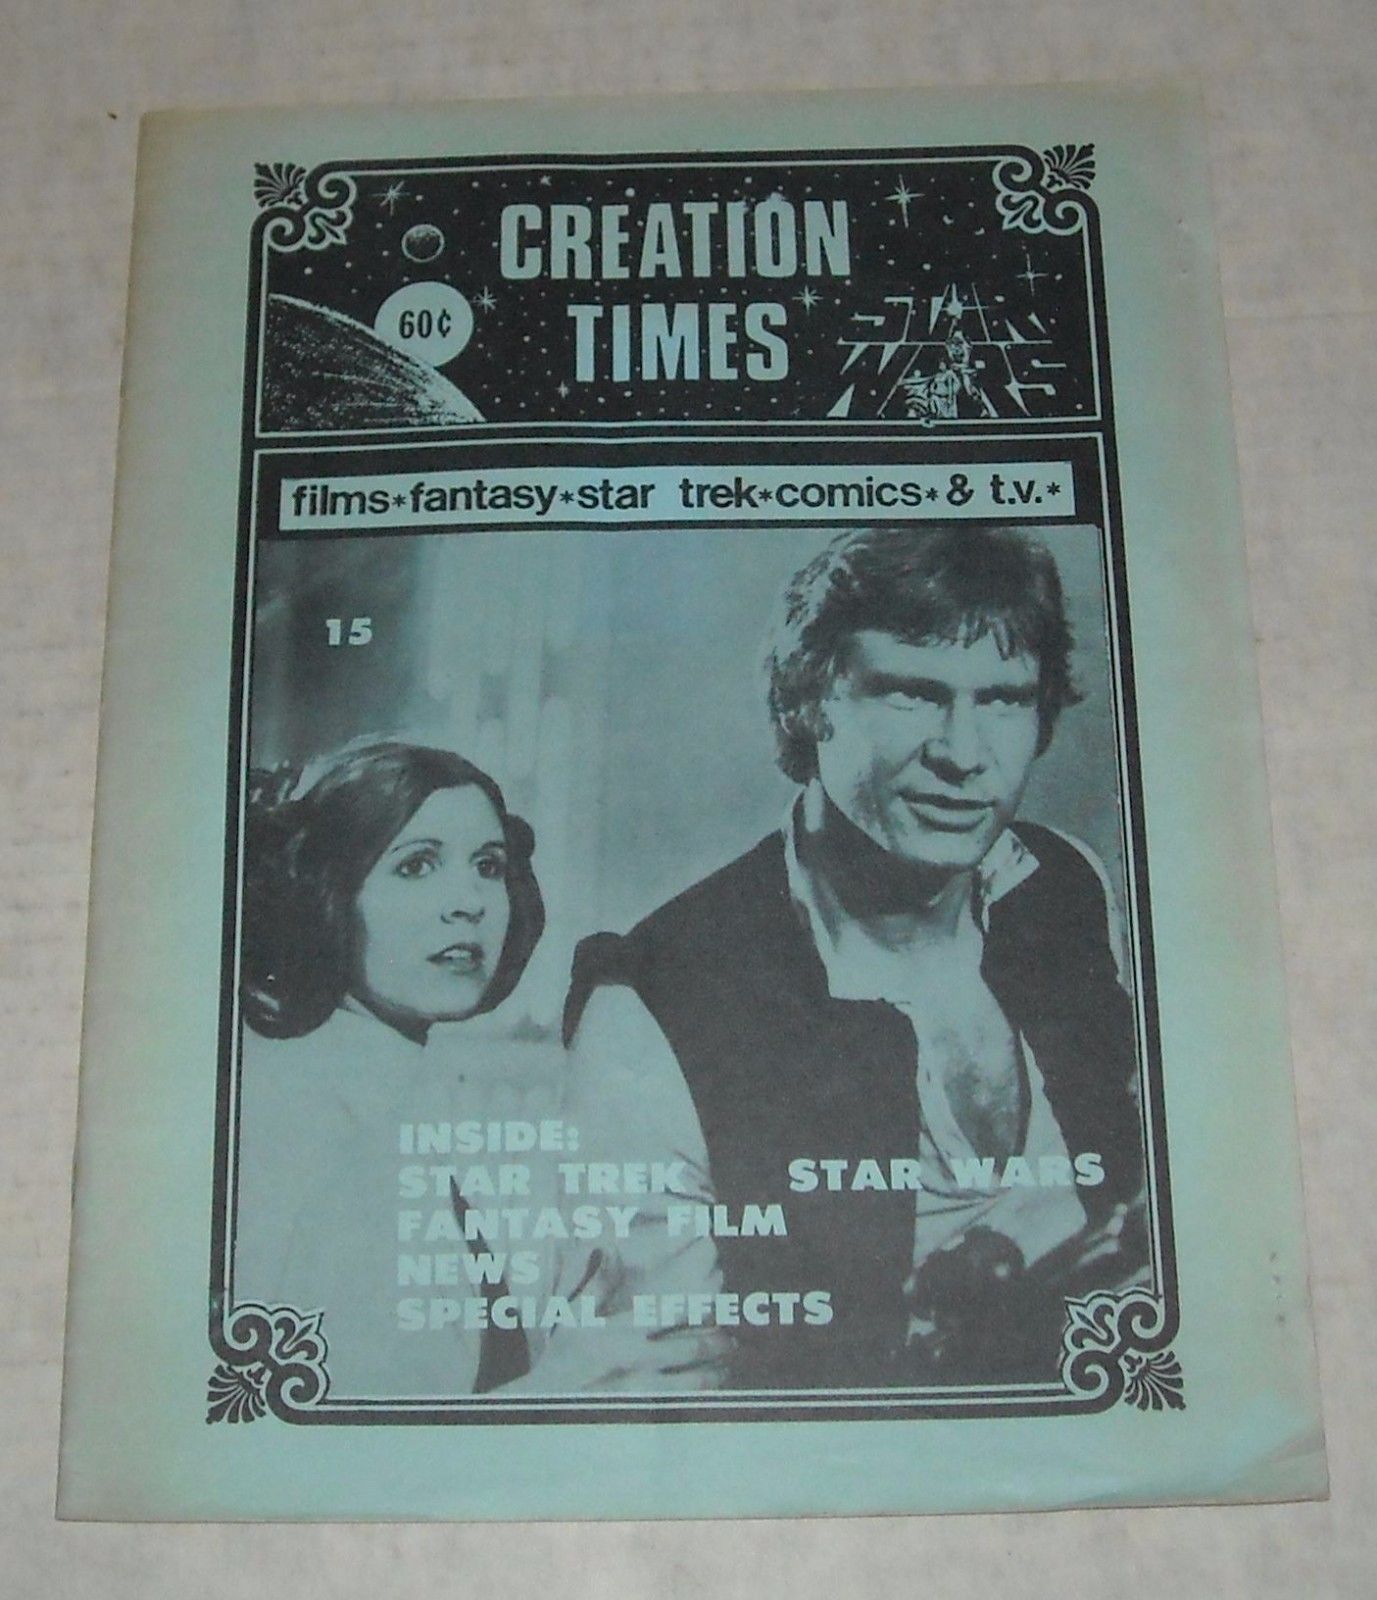 CREATION
TIMES
60¢
STAR
WARS
films*fantasy*star trek*comics*& t.v.*
15
INSIDE:
STAR TREK STAR WARS
FANTASY FILM
NEWS
SPECIAL EFFECTS